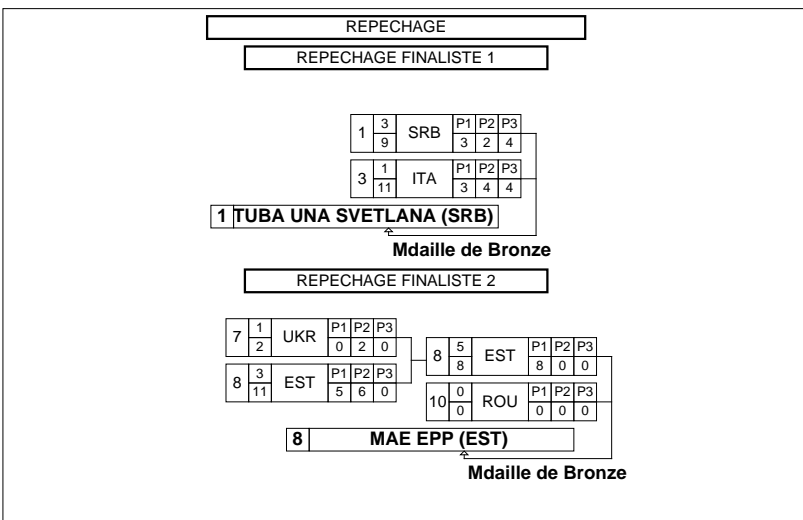 REPECHAGE
REPECHAGE FINALISTE 1
1 3 SRB P1 P2 P3
9 3 2 4
3 1 ITA P1 P2 P3
11 3 4 4
1 TUBA UNA SVETLANA (SRB)
Mdaille de Bronze
REPECHAGE FINALISTE 2
7 1 UKR P1 P2 P3
2 0 2 0
8 3 EST P1 P2 P3
11 5 6 0
8 5 EST P1 P2 P3
8 8 0 0
10 0 ROU P1 P2 P3
0 0 0 0
8 MAE EPP (EST)
Mdaille de Bronze